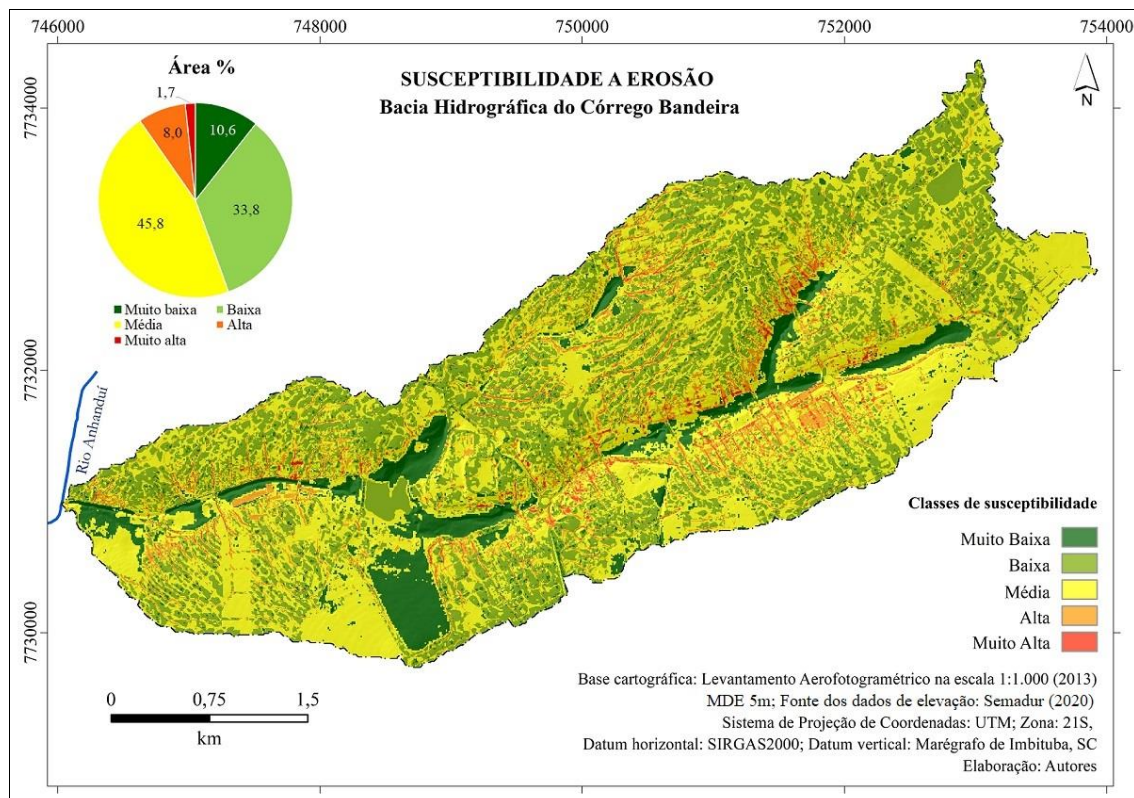 746000 748000 750000 752000 754000
SUSCEPTIBILIDADE A EROSÃO
Bacia Hidrográfica do Córrego Bandeira
N
Área %
1,7
8,0
10,6
45,8
33,8
Muito baixa Baixa
Média Alta
Muito alta
7734000
7732000
7730000
Rio Anhanduí
Classes de susceptibilidade
Muito Baixa
Baixa
Média
Alta
Muito Alta
0 0,75 1,5
km
Base cartográfica: Levantamento Aerofotogramétrico na escala 1:1.000 (2013)
MDE 5m; Fonte dos dados de elevação: Semadur (2020)
Sistema de Projeção de Coordenadas: UTM; Zona: 21S,
Datum horizontal: SIRGAS2000; Datum vertical: Marégrafo de Imbituba, SC
Elaboração: Autores